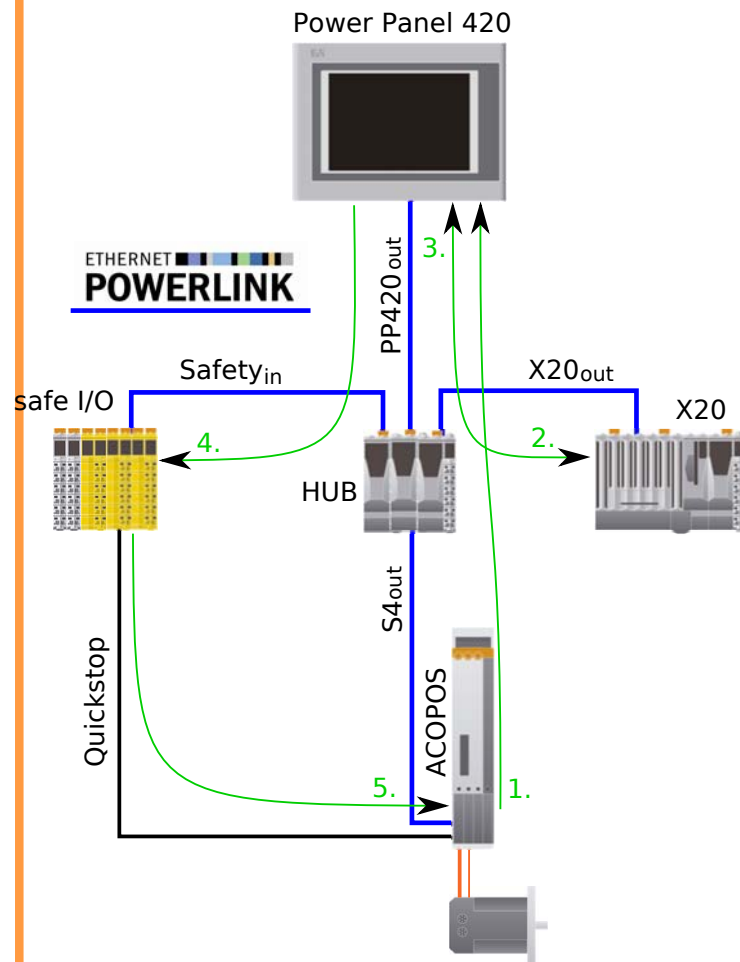 Power Panel 420
3.
ETHERNET
POWERLINK
PP420out
Safetyin
X20out
safe I/O
X20
4.
2.
HUB
S4out
Quickstop
ACOPOS
5.
1.